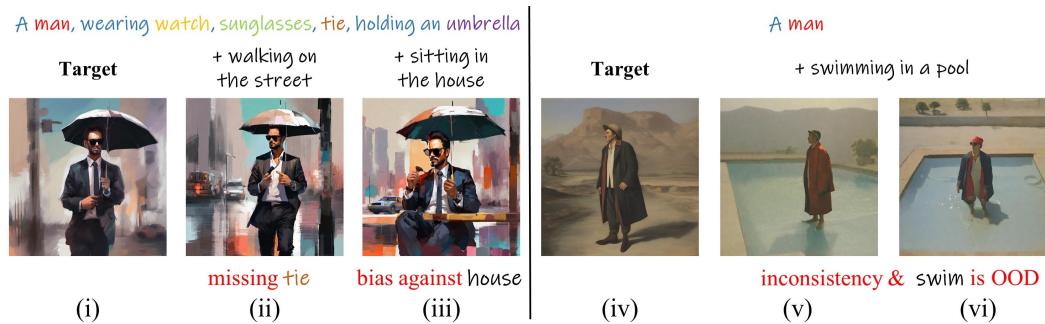 A man, wearing watch, sunglasses, tie, holding an umbrella
Target
+ walking on
the street
+ sitting in
the house
missing tie
bias against house
(i)
(ii)
(iii)
A man
Target
+ swimming in a pool
inconsistency & swim is OOD
(iv)
(v)
(vi)